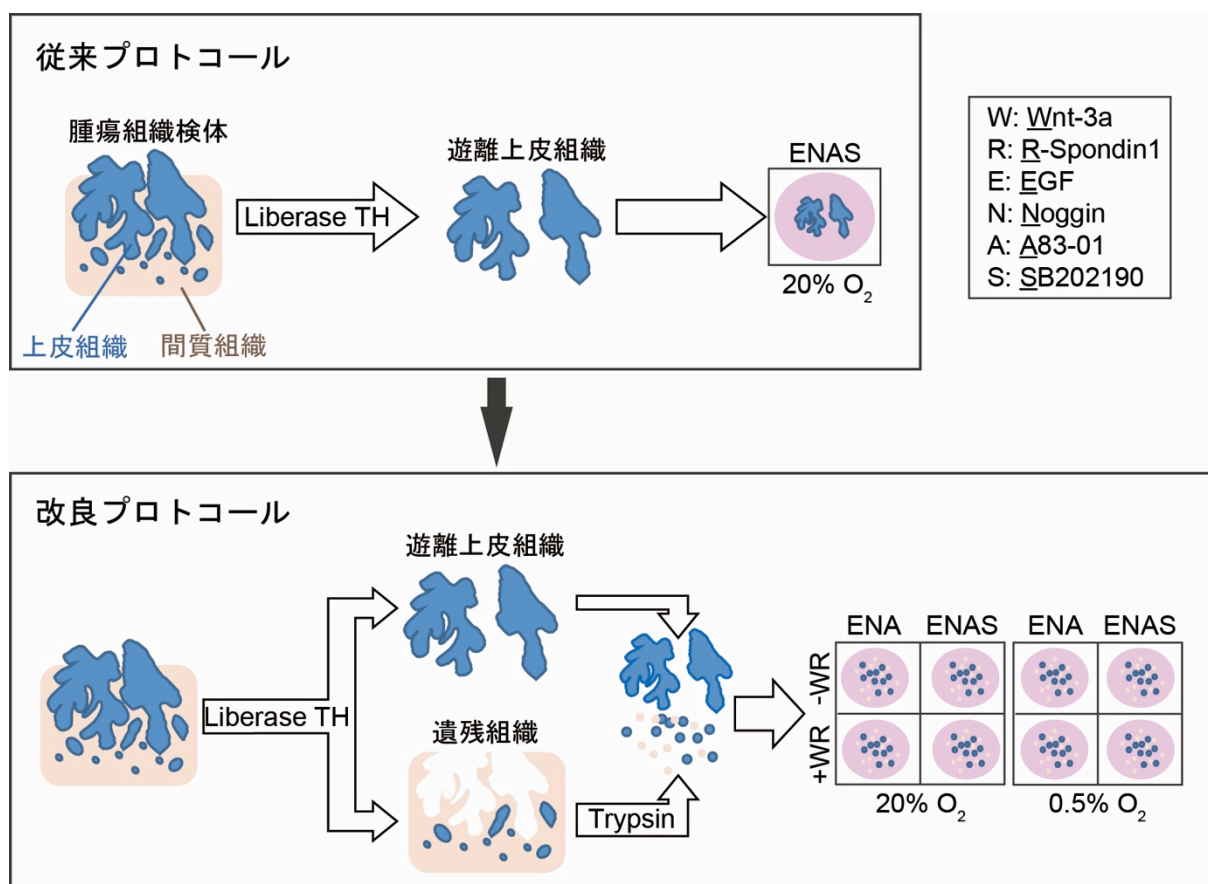 従来プロトコール
腫瘍組織検体
Liberase TH
上皮組織
間質組織
遊離上皮組織
ENAS
20% O₂
W: Wnt-3a
R: R-Spondin1
E: EGF
N: Noggin
A: A83-01
S: SB202190
改良プロトコール
Liberase TH
遊離上皮組織
遺残組織
Trypsin
ENA ENAS ENA ENAS
-WR
+WR
20% O₂ 0.5% O₂